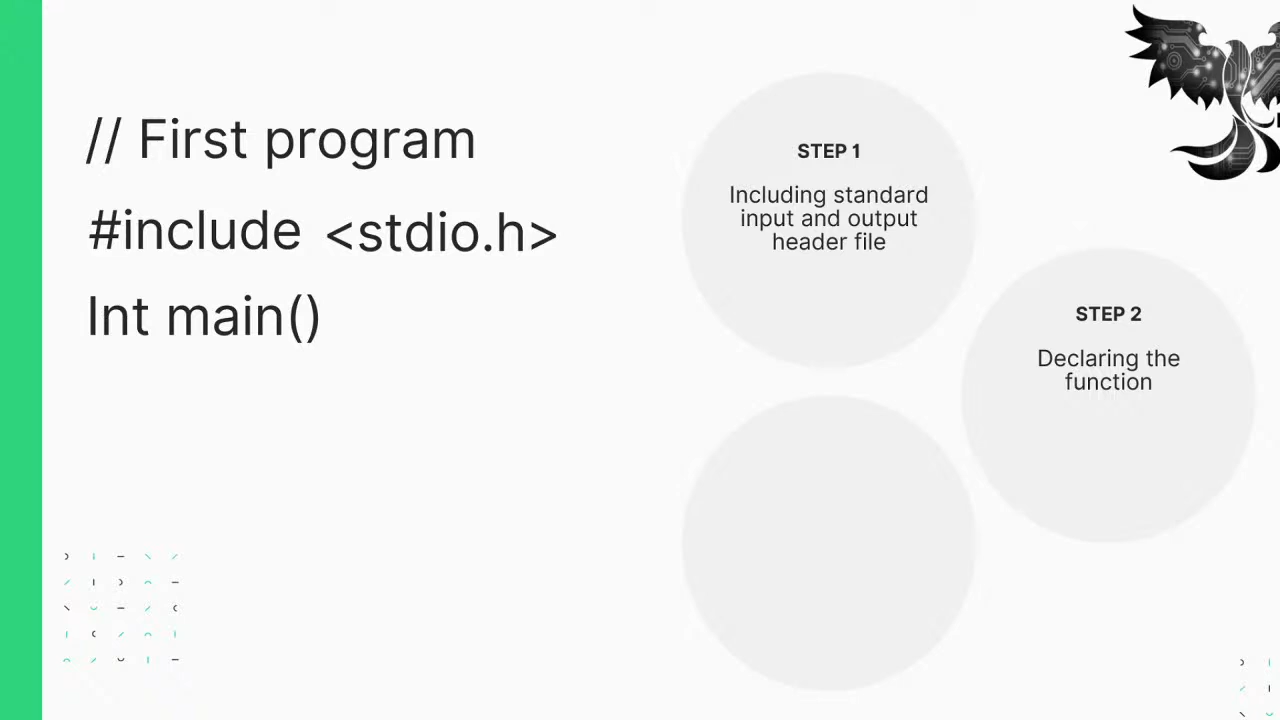 // First program
#include <stdio.h>
Int main()
STEP 1
Including standard
input and output
header file
STEP 2
Declaring the
function